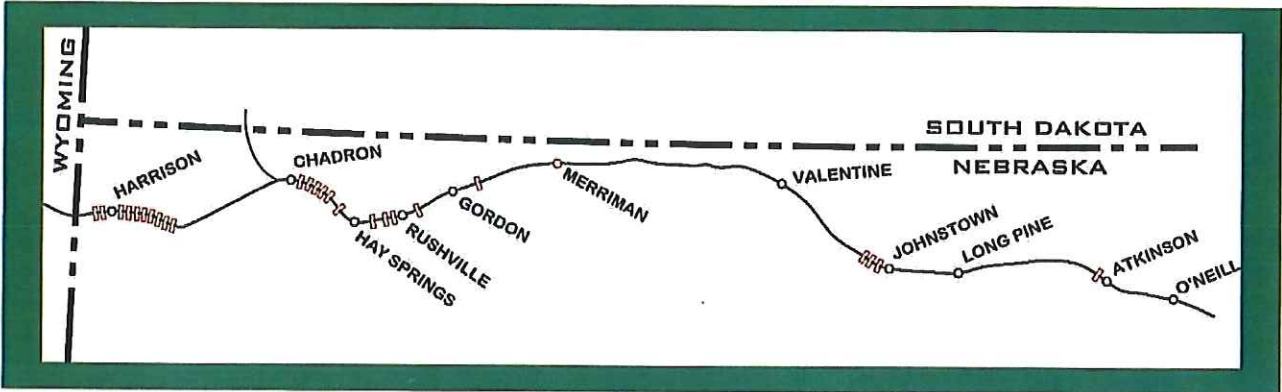 WYOMING
SOUTH DAKOTA
NEBRASKA
HARRISON
CHADRON
HAY SPRINGS
RUSHVILLE
GORDON
MERRIMAN
VALENTINE
JOHNSTOWN
LONG PINE
ATKINSON
O'NEILL